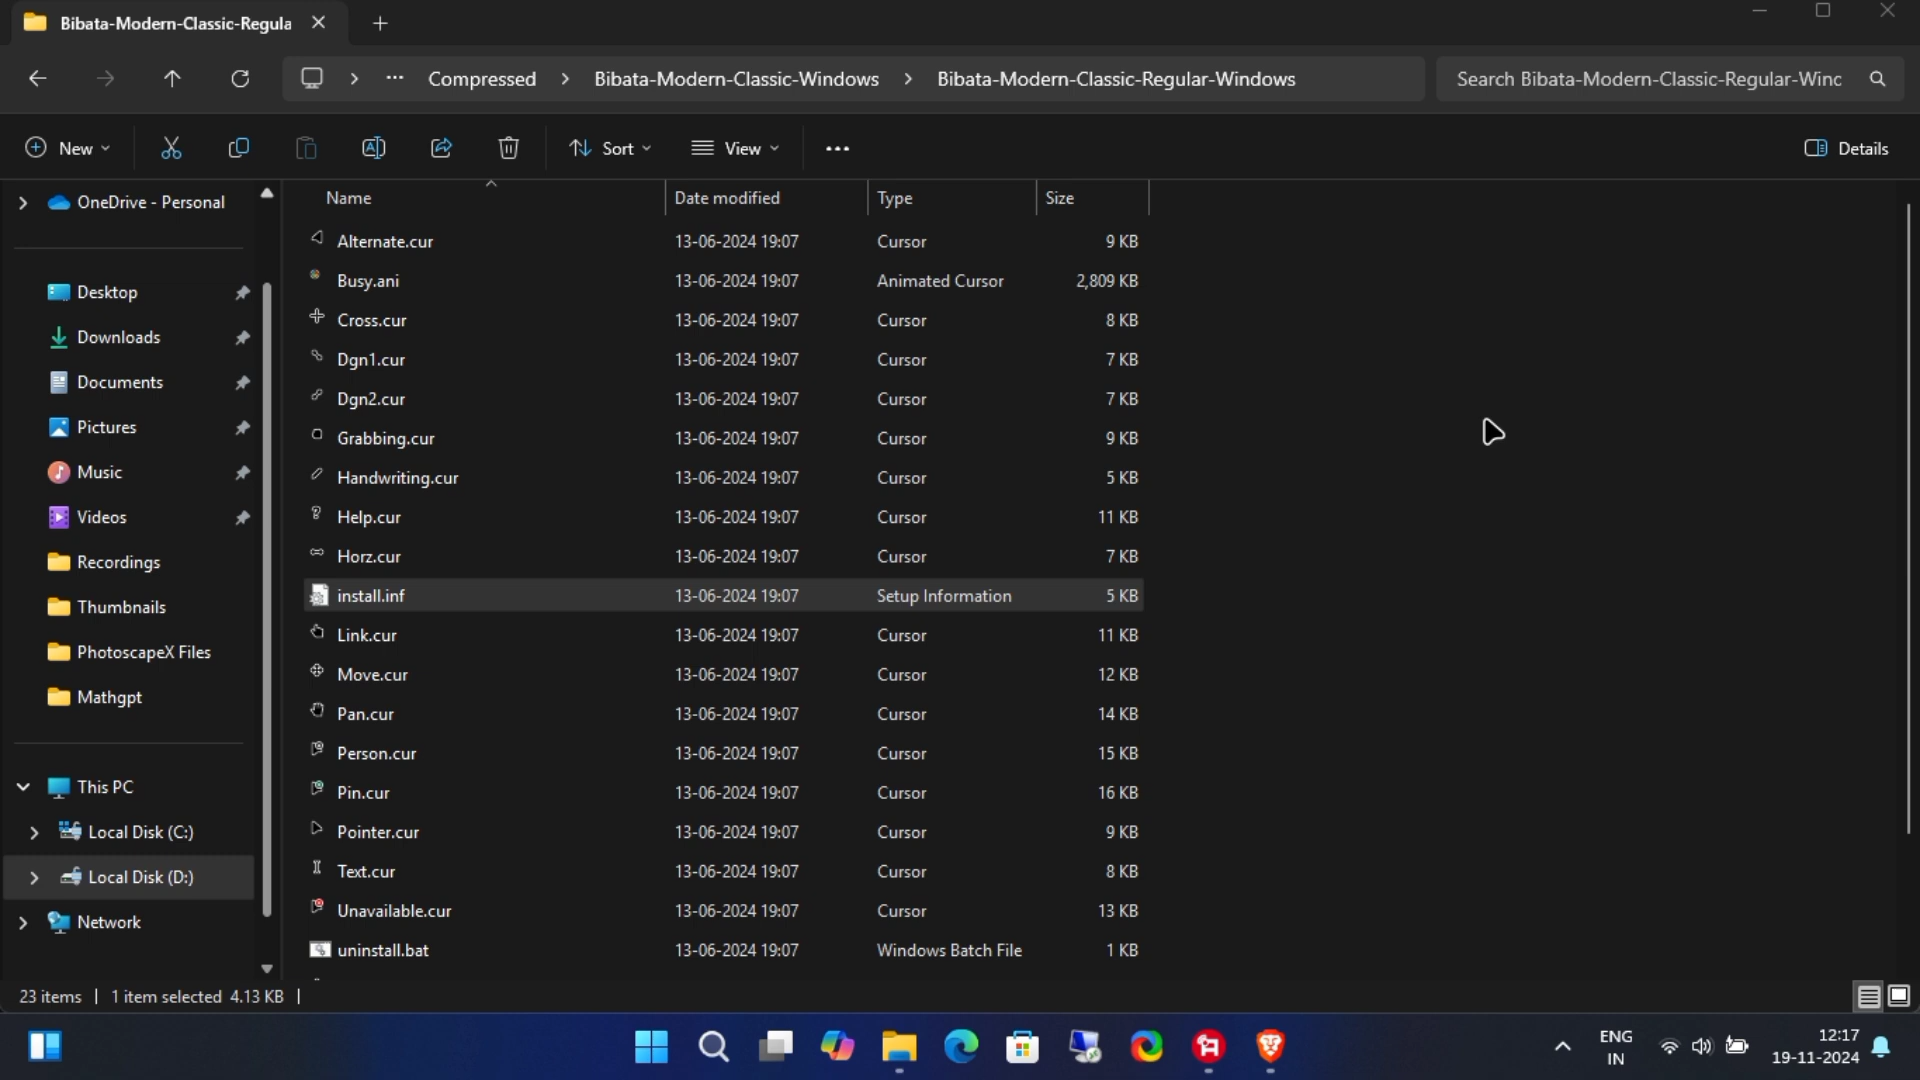 Bibata-Modern-Classic-Regula
Compressed Bibata-Modern-Classic-Windows Bibata-Modern-Classic-Regular-Windows Search Bibata-Modern-Classic-Regular-Winc
New Sort View Details
OneDrive - Personal
Desktop
Downloads
Documents
Pictures
Music
Videos
Recordings
Thumbnails
PhotoscapeX Files
Mathgpt
This PC
Local Disk (C:)
Local Disk (D:)
Network
Name Date modified Type Size
Alternate.cur 13-06-2024 19:07 Cursor 9 KB
Busy.ani 13-06-2024 19:07 Animated Cursor 2,809 KB
Cross.cur 13-06-2024 19:07 Cursor 8 KB
Dgn1.cur 13-06-2024 19:07 Cursor 7 KB
Dgn2.cur 13-06-2024 19:07 Cursor 7 KB
Grabbing.cur 13-06-2024 19:07 Cursor 9 KB
Handwriting.cur 13-06-2024 19:07 Cursor 5 KB
Help.cur 13-06-2024 19:07 Cursor 11 KB
Horz.cur 13-06-2024 19:07 Cursor 7 KB
install.inf 13-06-2024 19:07 Setup Information 5 KB
Link.cur 13-06-2024 19:07 Cursor 11 KB
Move.cur 13-06-2024 19:07 Cursor 12 KB
Pan.cur 13-06-2024 19:07 Cursor 14 KB
Person.cur 13-06-2024 19:07 Cursor 15 KB
Pin.cur 13-06-2024 19:07 Cursor 16 KB
Pointer.cur 13-06-2024 19:07 Cursor 9 KB
Text.cur 13-06-2024 19:07 Cursor 8 KB
Unavailable.cur 13-06-2024 19:07 Cursor 13 KB
uninstall.bat 13-06-2024 19:07 Windows Batch File 1 KB
23 items | 1 item selected 4.13 KB |
ENG 12:17
IN 19-11-2024